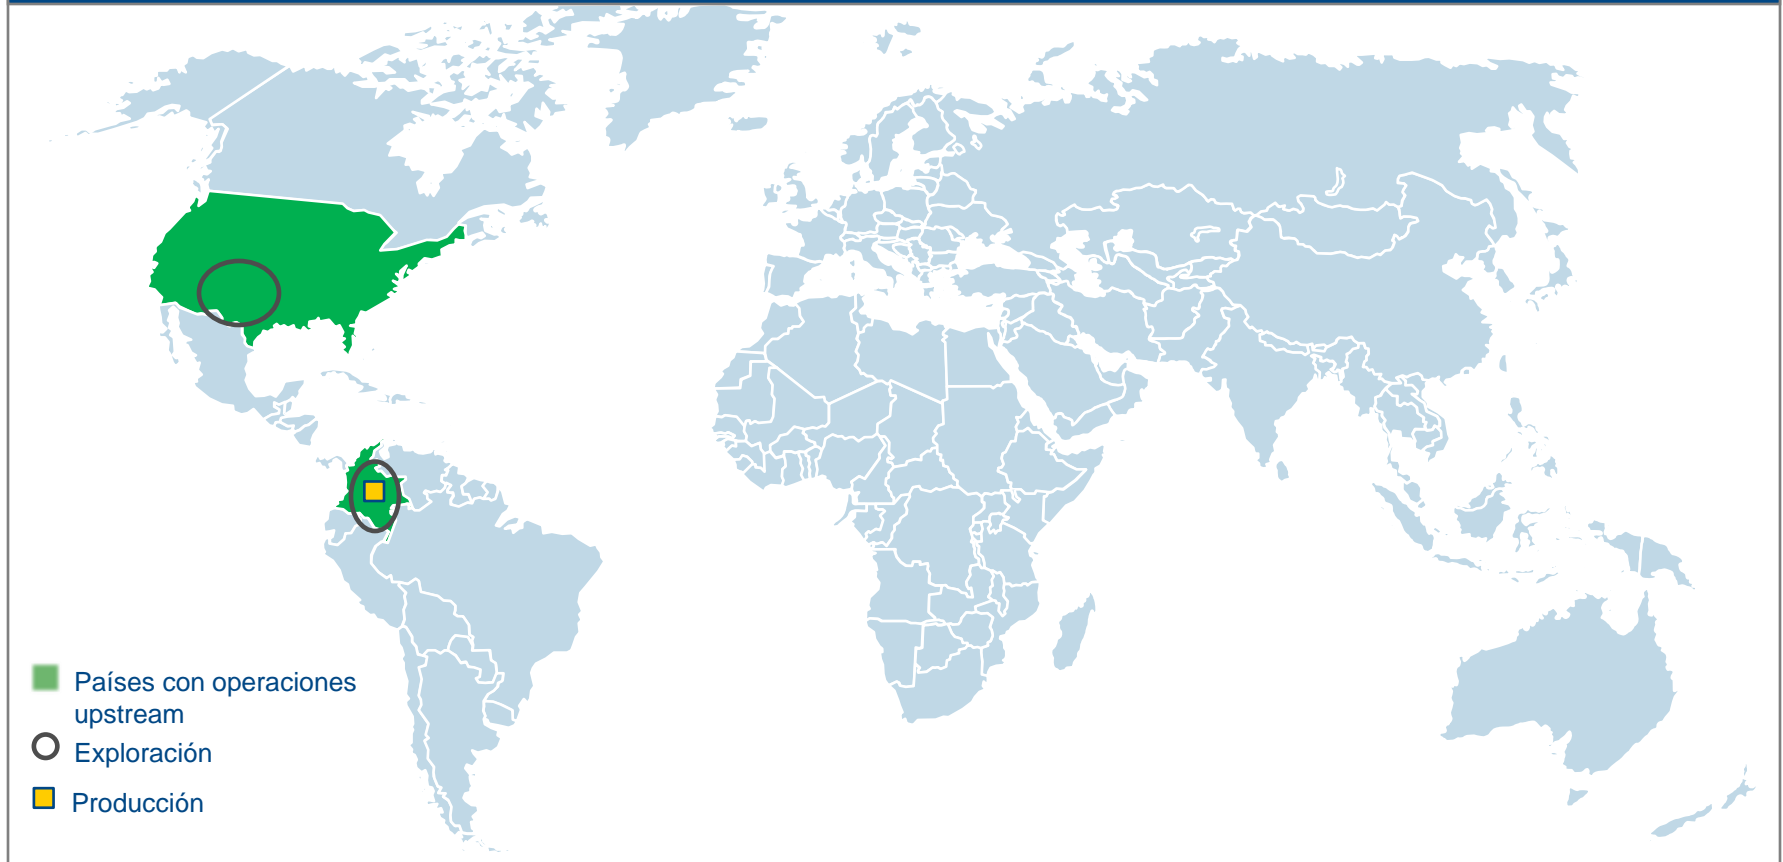 Países con operaciones
upstream
Exploración
Producción